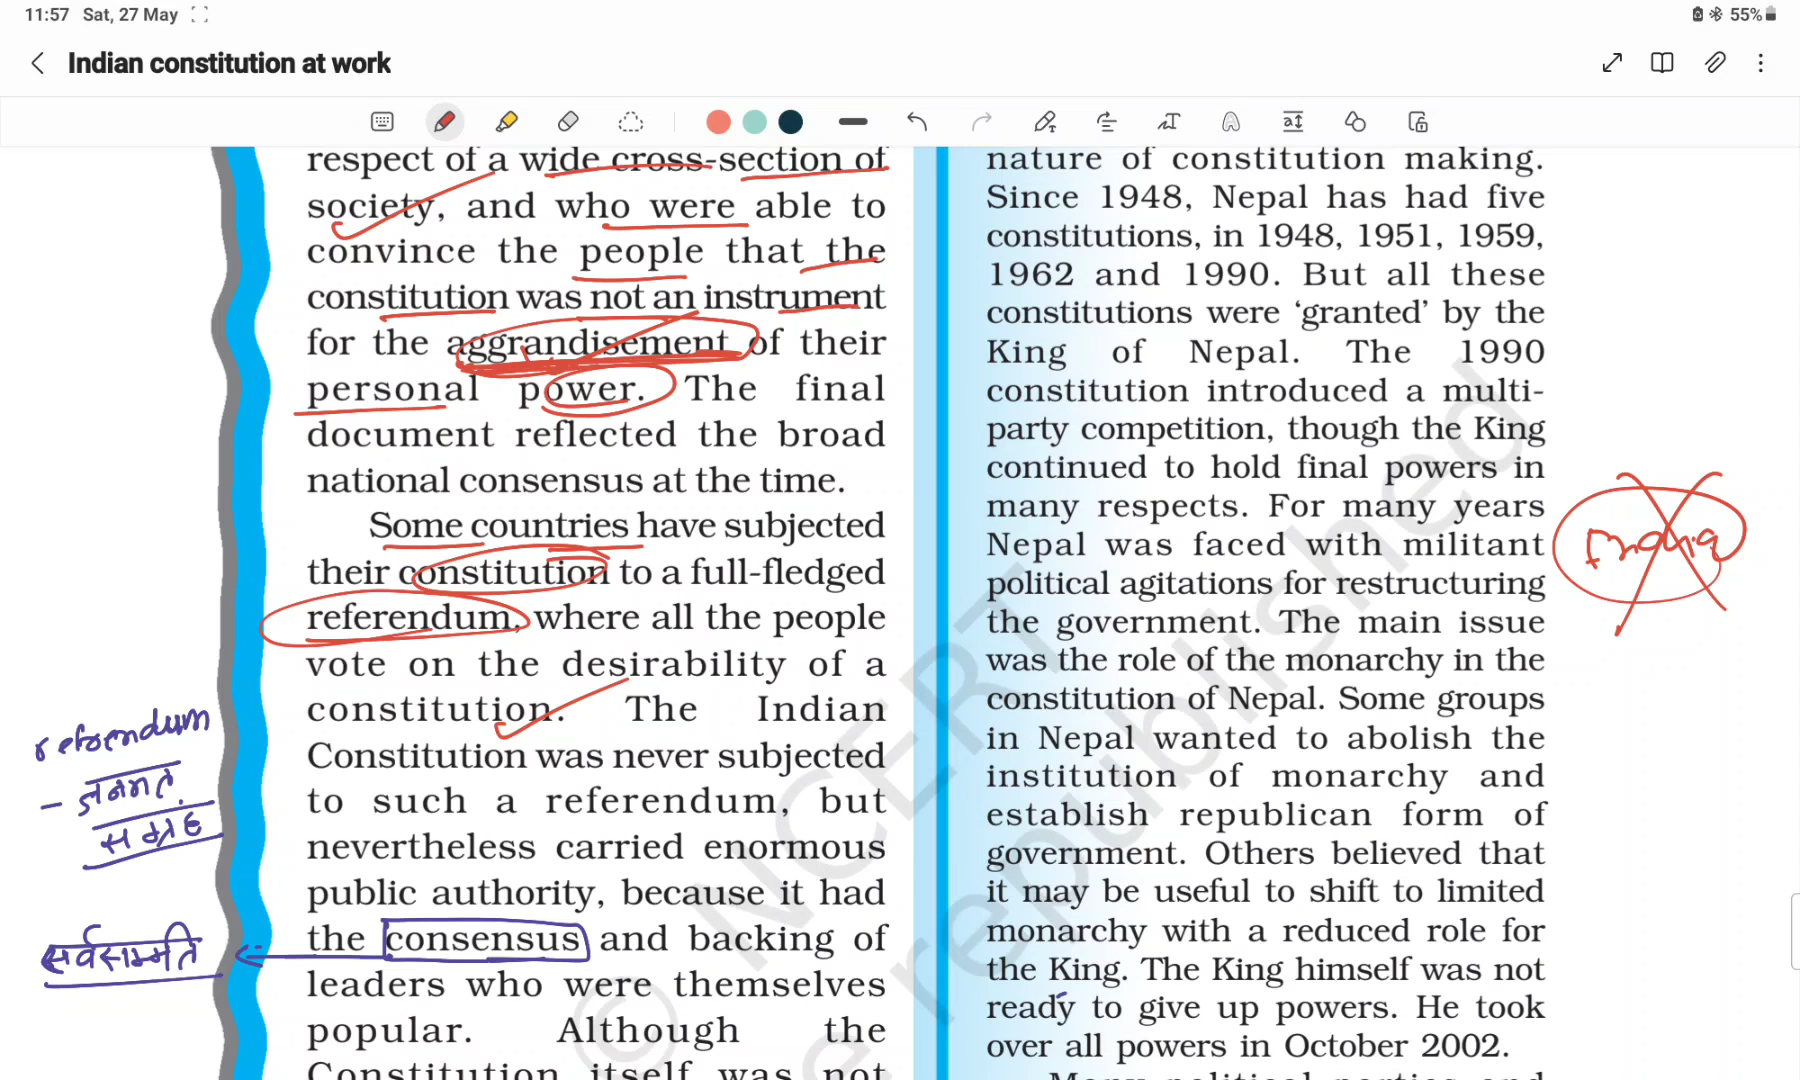 11:57 Sat, 27 May
55%
Indian constitution at work
respect of a wide cross-section of
society, and who were able to
convince the people that the
constitution was not an instrument
for the aggrandisement of their
personal power. The final
document reflected the broad
national consensus at the time.
Some countries have subjected
their constitution to a full-fledged
referendum, where all the people
vote on the desirability of a
constitution. The Indian
Constitution was never subjected
to such a referendum, but
nevertheless carried enormous
public authority, because it had
the consensus and backing of
leaders who were themselves
popular. Although the
Constitution itself was not
referendum
- जनमत
संग्रह
सर्वसम्मति
nature of constitution making.
Since 1948, Nepal has had five
constitutions, in 1948, 1951, 1959,
1962 and 1990. But all these
constitutions were ‘granted’ by the
King of Nepal. The 1990
constitution introduced a multi-
party competition, though the King
continued to hold final powers in
many respects. For many years
Nepal was faced with militant
political agitations for restructuring
the government. The main issue
was the role of the monarchy in the
constitution of Nepal. Some groups
in Nepal wanted to abolish the
institution of monarchy and
establish republican form of
government. Others believed that
it may be useful to shift to limited
monarchy with a reduced role for
the King. The King himself was not
ready to give up powers. He took
over all powers in October 2002.
Many political parties and
India
© NCERT
republished